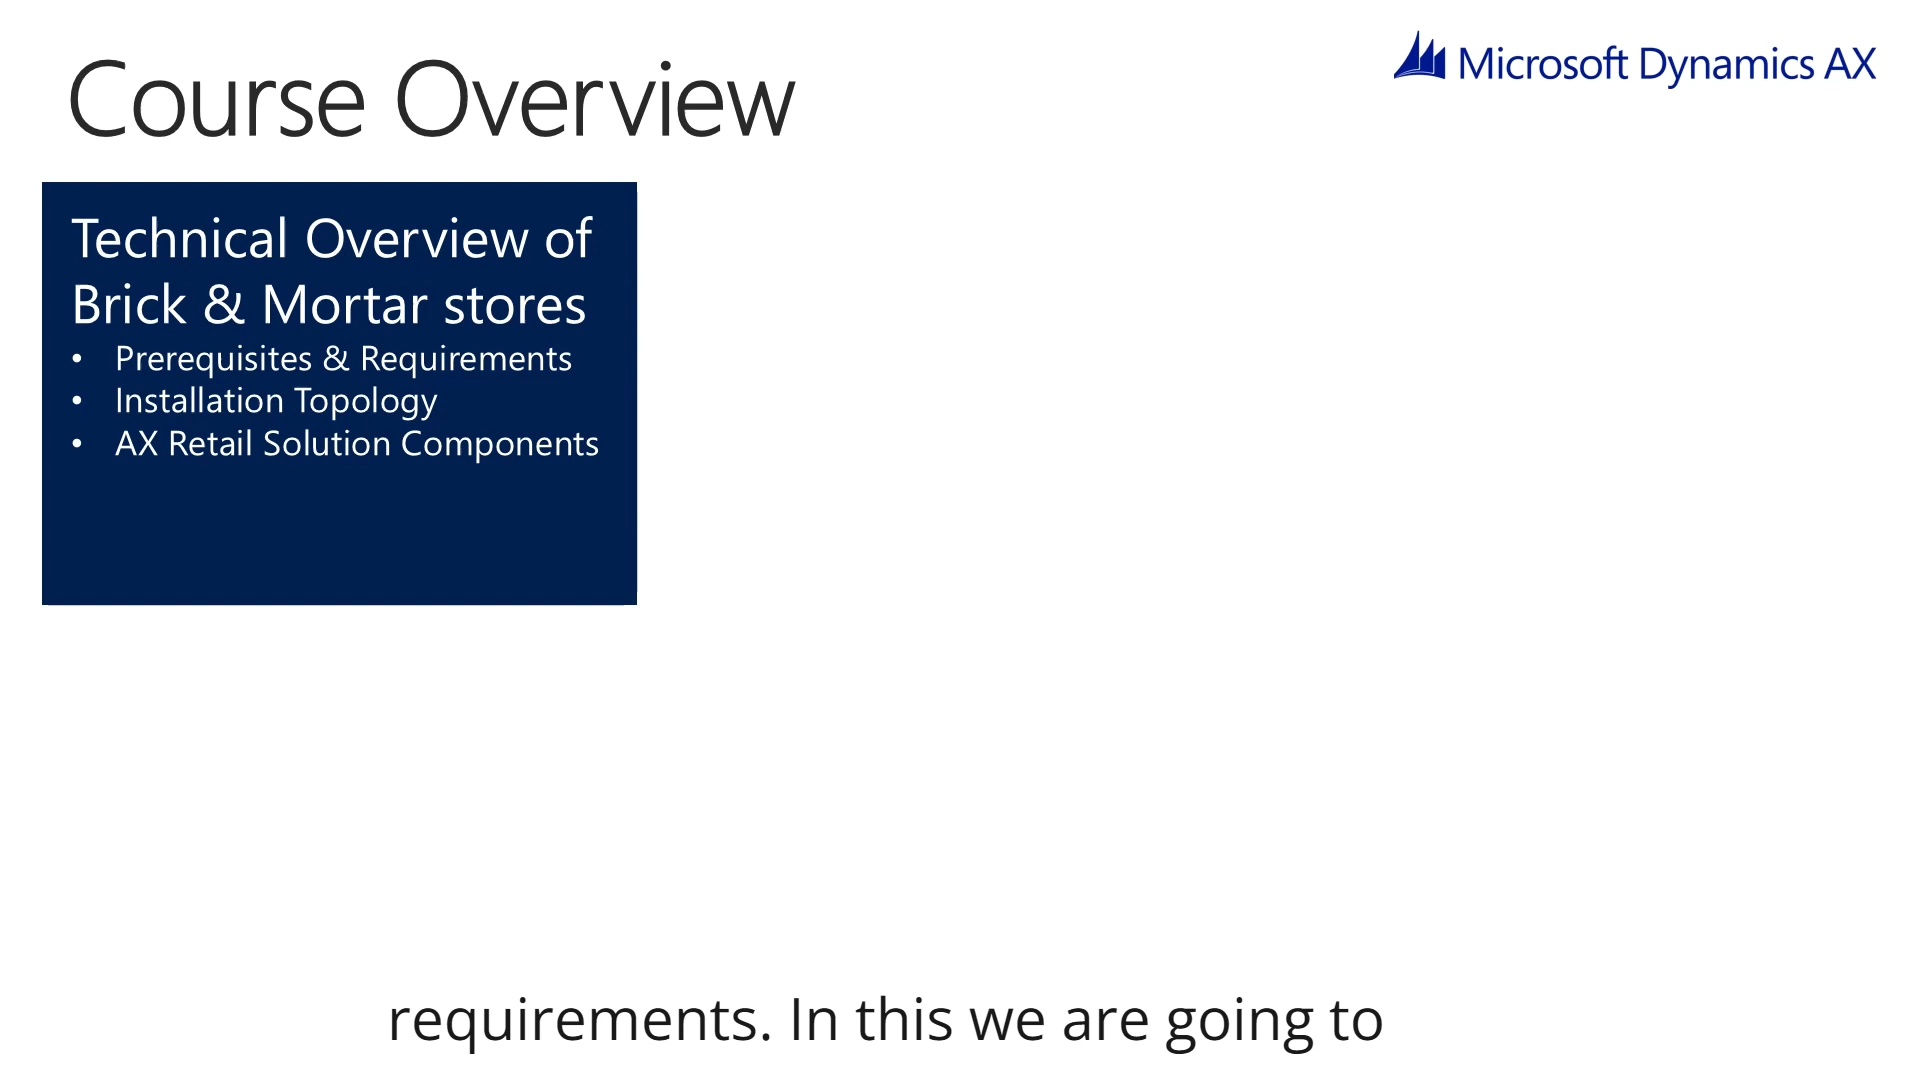 Course Overview
Microsoft Dynamics AX
Technical Overview of
Brick & Mortar stores
• Prerequisites & Requirements
• Installation Topology
• AX Retail Solution Components
requirements. In this we are going to